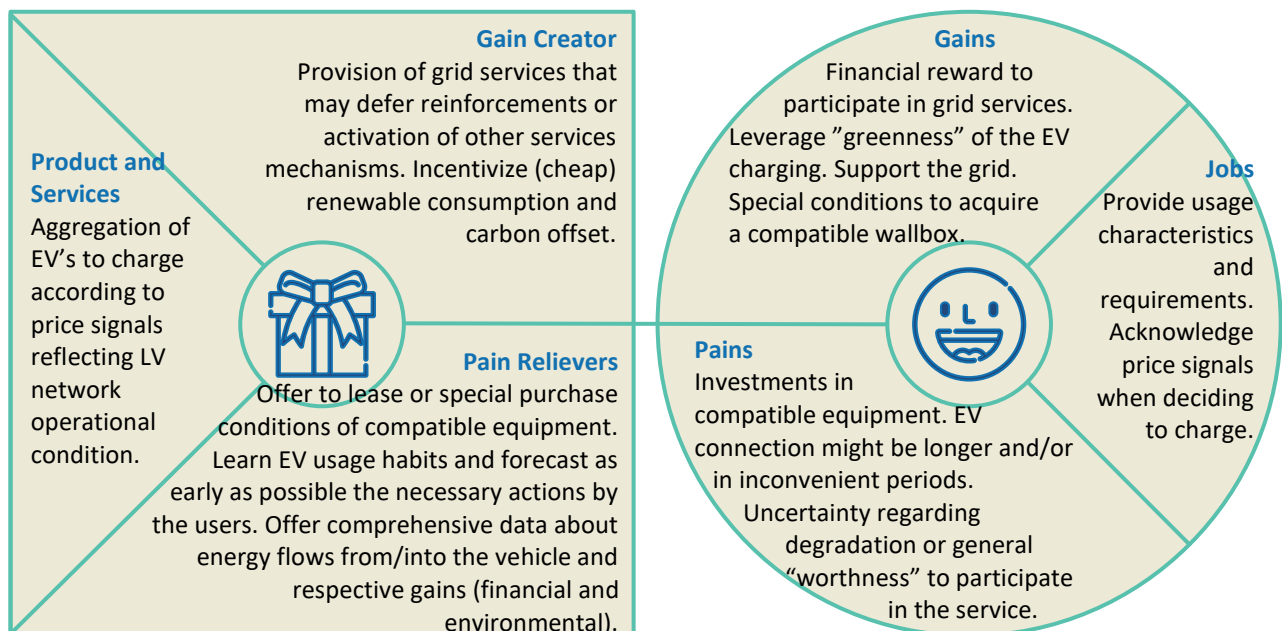 Gain Creator
Provision of grid services that
may defer reinforcements or
activation of other services
mechanisms. Incentivize (cheap)
renewable consumption and
carbon offset.
Product and
Services
Aggregation of
EV’s to charge
according to
price signals
reflecting LV
network
operational
condition.
Pain Relievers
Offer to lease or special purchase
conditions of compatible equipment.
Learn EV usage habits and forecast as
early as possible the necessary actions by
the users. Offer comprehensive data about
energy flows from/into the vehicle and
respective gains (financial and
environmental).
Gains
Financial reward to
participate in grid services.
Leverage ”greenness” of the EV
charging. Support the grid.
Special conditions to acquire
a compatible wallbox.
Jobs
Provide usage
characteristics
and
requirements.
Acknowledge
price signals
when deciding
to charge.
Pains
Investments in
compatible equipment. EV
connection might be longer and/or
in inconvenient periods.
Uncertainty regarding
degradation or general
“worthness” to participate
in the service.